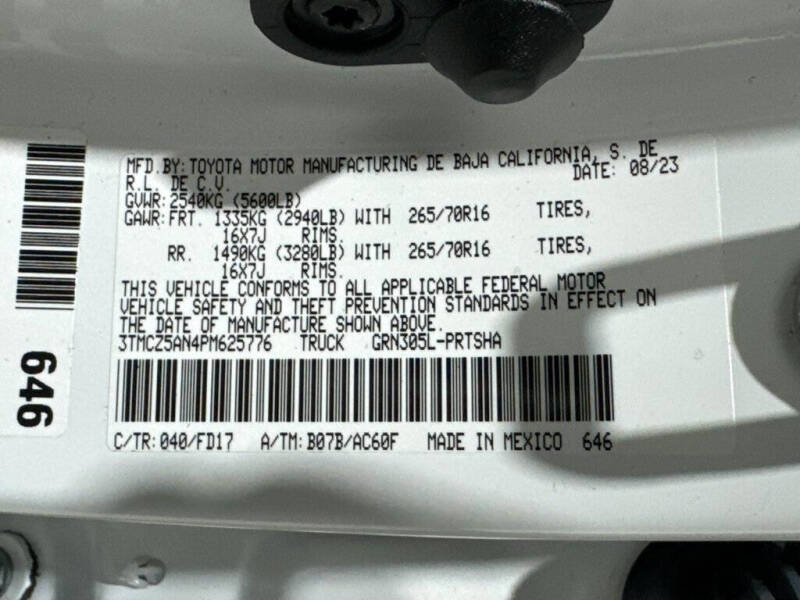 MFD.BY:TOYOTA MOTOR MANUFACTURING DE BAJA CALIFORNIA, S. DE
R.L. DE C.V. DATE: 08/23
GVWR:2540KG (5600LB)
GAWR:FRT. 1335KG (2940LB) WITH 265/70R16 TIRES,
16X7J RIMS.
RR. 1490KG (3280LB) WITH 265/70R16 TIRES,
16X7J RIMS.
THIS VEHICLE CONFORMS TO ALL APPLICABLE FEDERAL MOTOR
VEHICLE SAFETY AND THEFT PREVENTION STANDARDS IN EFFECT ON
THE DATE OF MANUFACTURE SHOWN ABOVE.
3TMCZ5AN4PM625776 TRUCK GRN305L-PRTSHA
C/TR:040/FD17 A/TM:B07B/AC60F MADE IN MEXICO 646
646